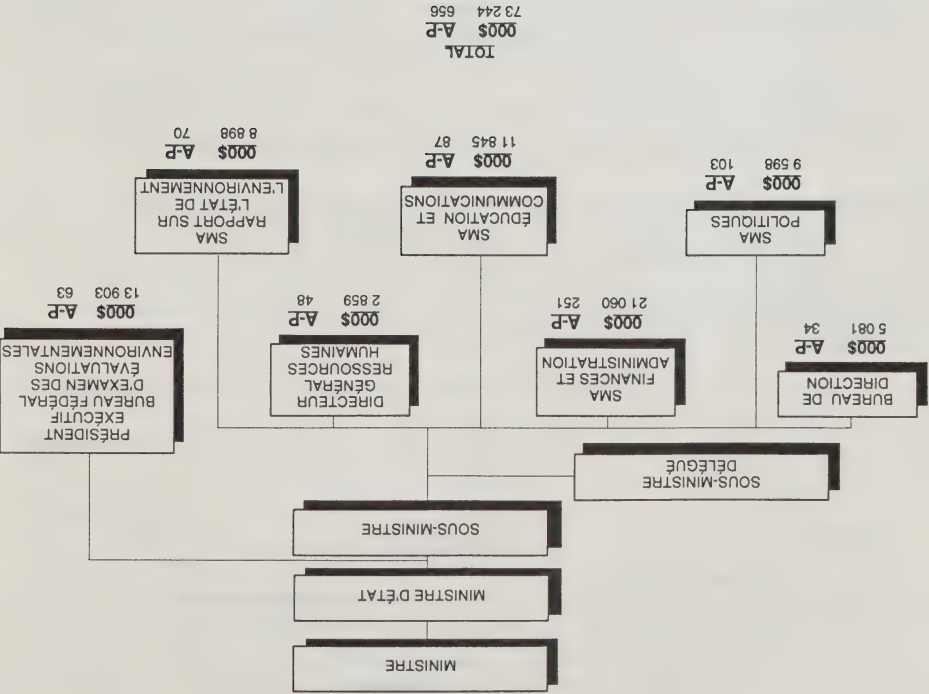 MINISTRE
MINISTRE D'ÉTAT
SOUS-MINISTRE
SOUS-MINISTRE
DÉLÉGUÉ
BUREAU DE
DIRECTION
000$ A-P
5 081 34
SMA
FINANCES ET
ADMINISTRATION
000$ A-P
21 060 251
DIRECTEUR
GÉNÉRAL
RESSOURCES
HUMAINES
000$ A-P
2 859 48
PRÉSIDENT
EXÉCUTIF
BUREAU FÉDÉRAL
D'EXAMEN DES
ÉVALUATIONS
ENVIRONNEMENTALES
000$ A-P
13 903 63
SMA
POLITIQUES
000$ A-P
9 598 103
SMA
ÉDUCATION ET
COMMUNICATIONS
000$ A-P
11 845 87
SMA
RAPPORT SUR
L'ÉTAT DE
L'ENVIRONNEMENT
000$ A-P
8 898 70
TOTAL
000$ A-P
73 244 656